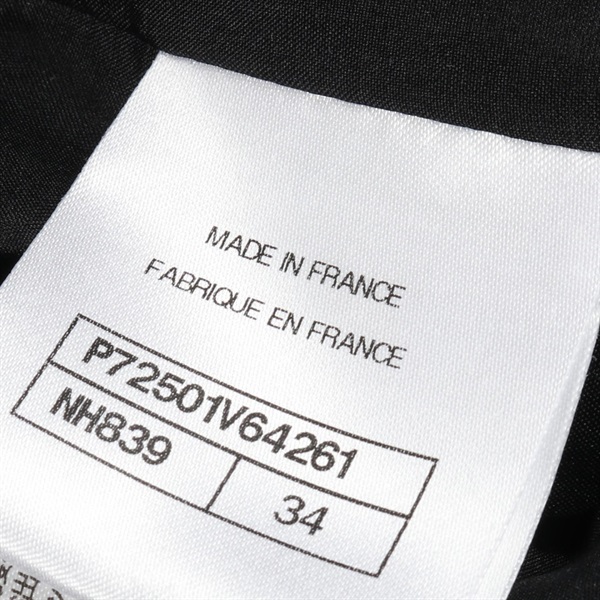 MADE IN FRANCE
FABRIQUE EN FRANCE
P72501V64261
NH839 34